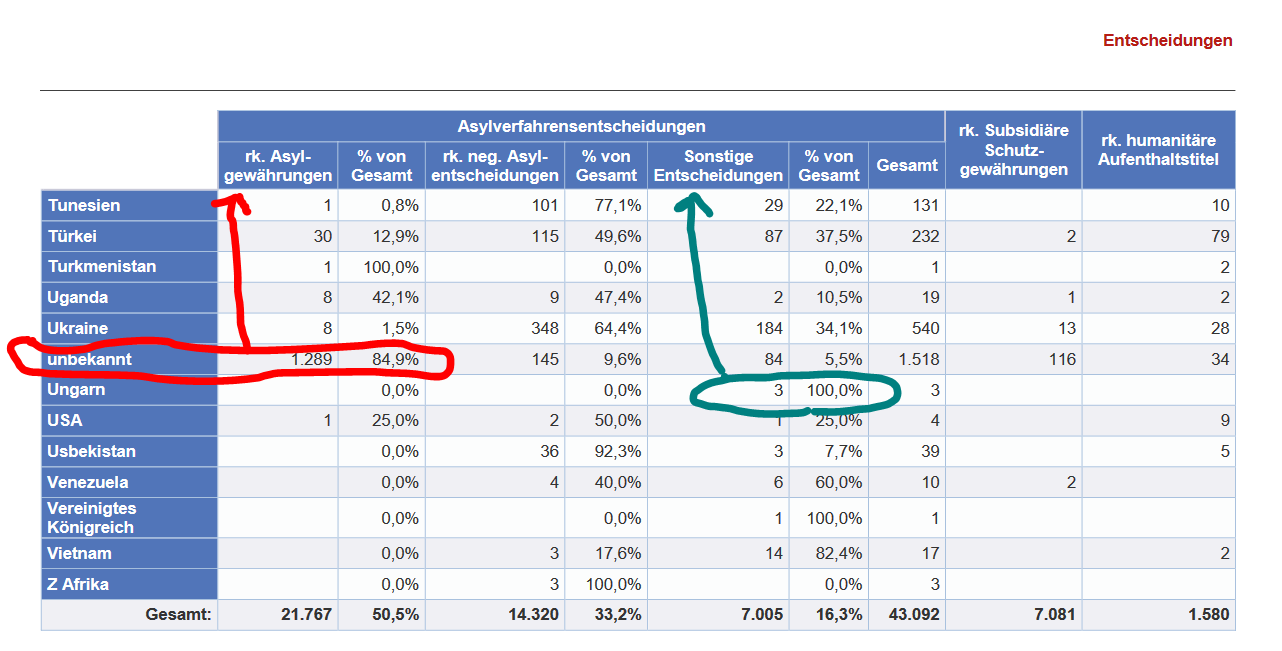 Entscheidungen
Asylverfahrensentscheidungen
rk. Subsidiäre Schutz-gewährungen
rk. humanitäre Aufenthaltstitel
rk. Asyl-gewährungen % von Gesamt rk. neg. Asyl-entscheidungen % von Gesamt Sonstige Entscheidungen % von Gesamt Gesamt
Tunesien 1 0,8% 101 77,1% 29 22,1% 131 10
Türkei 30 12,9% 115 49,6% 87 37,5% 232 2 79
Turkmenistan 1 100,0% 0,0% 0,0% 1 2
Uganda 8 42,1% 9 47,4% 2 10,5% 19 1 2
Ukraine 8 1,5% 348 64,4% 184 34,1% 540 13 28
unbekannt 1.289 84,9% 145 9,6% 84 5,5% 1.518 116 34
Ungarn 0,0% 0,0% 3 100,0% 3
USA 1 25,0% 2 50,0% 1 25,0% 4 9
Usbekistan 0,0% 36 92,3% 3 7,7% 39 5
Venezuela 0,0% 4 40,0% 6 60,0% 10 2
Vereinigtes Königreich 0,0% 0,0% 1 100,0% 1
Vietnam 0,0% 3 17,6% 14 82,4% 17 2
Z Afrika 0,0% 3 100,0% 0,0% 3
Gesamt: 21.767 50,5% 14.320 33,2% 7.005 16,3% 43.092 7.081 1.580